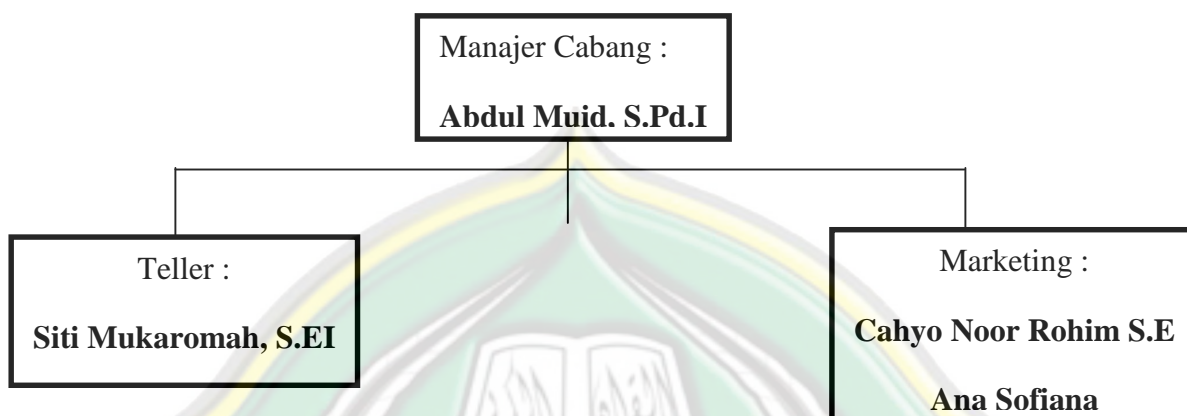 Manajer Cabang :
Abdul Muid. S.Pd.I
Teller :
Siti Mukaromah, S.EI
Marketing :
Cahyo Noor Rohim S.E
Ana Sofiana